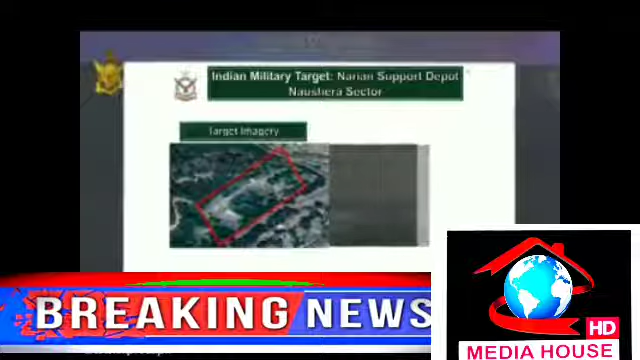 Indian Military Target: Narian Support Depot
Naushera Sector
Target Imagery
BREAKING NEWS
HD
MEDIA HOUSE